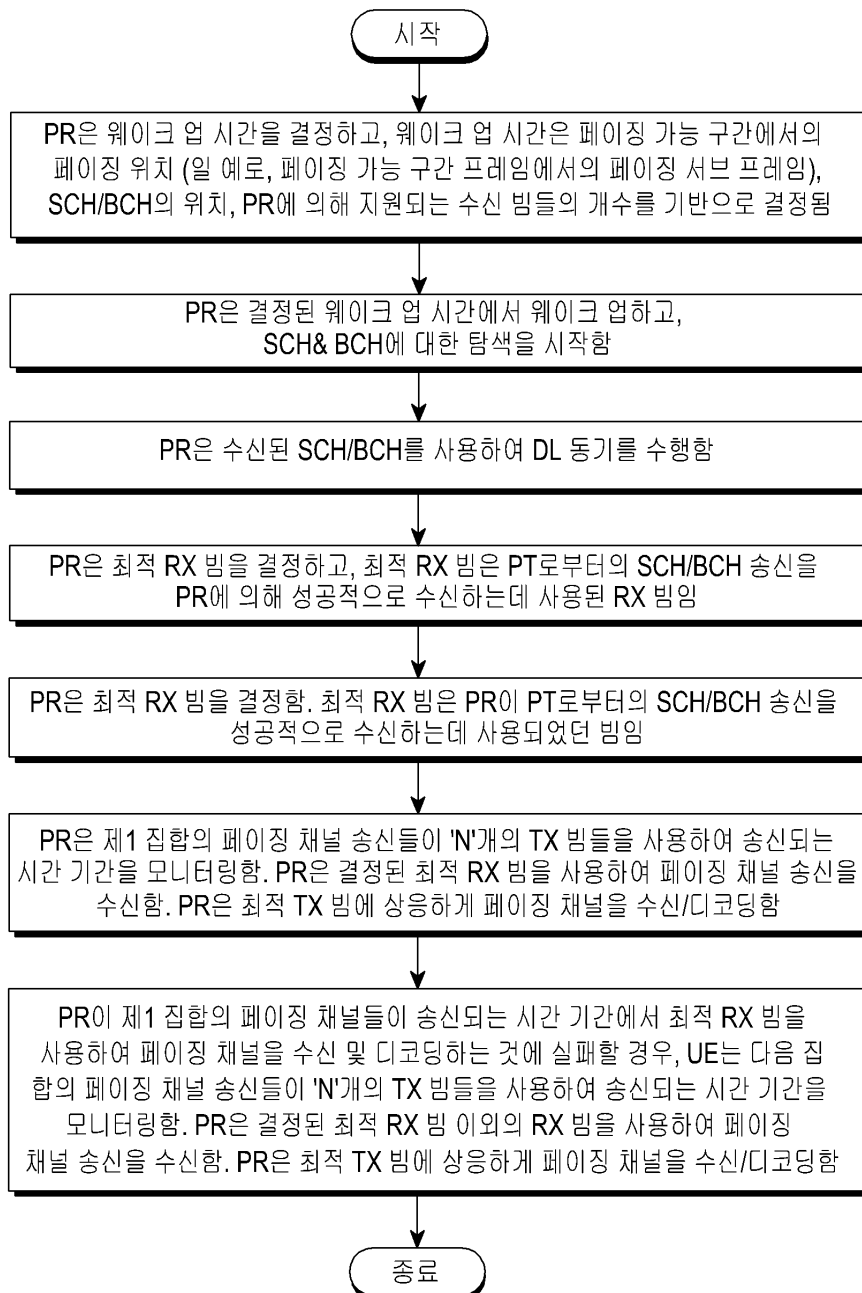 시작
PR은 웨이크 업 시간을 결정하고, 웨이크 업 시간은 페이징 가능 구간에서의
페이징 위치 (일 예로, 페이징 가능 구간 프레임에서의 페이징 서브 프레임),
SCH/BCH의 위치, PR에 의해 지원되는 수신 빔들의 개수를 기반으로 결정됨
PR은 결정된 웨이크 업 시간에서 웨이크 업하고,
SCH& BCH에 대한 탐색을 시작함
PR은 수신된 SCH/BCH를 사용하여 DL 동기를 수행함
PR은 최적 RX 빔을 결정하고, 최적 RX 빔은 PT로부터의 SCH/BCH 송신을
PR에 의해 성공적으로 수신하는데 사용된 RX 빔임
PR은 최적 RX 빔을 결정함. 최적 RX 빔은 PR이 PT로부터의 SCH/BCH 송신을
성공적으로 수신하는데 사용되었던 빔임
PR은 제1 집합의 페이징 채널 송신들이 'N'개의 TX 빔들을 사용하여 송신되는
시간 기간을 모니터링함. PR은 결정된 최적 RX 빔을 사용하여 페이징 채널 송신을
수신함. PR은 최적 TX 빔에 상응하게 페이징 채널을 수신/디코딩함
PR이 제1 집합의 페이징 채널들이 송신되는 시간 기간에서 최적 RX 빔을
사용하여 페이징 채널을 수신 및 디코딩하는 것에 실패할 경우, UE는 다음 집
합의 페이징 채널 송신들이 'N'개의 TX 빔들을 사용하여 송신되는 시간 기간을
모니터링함. PR은 결정된 최적 RX 빔 이외의 RX 빔을 사용하여 페이징
채널 송신을 수신함. PR은 최적 TX 빔에 상응하게 페이징 채널을 수신/디코딩함
종료